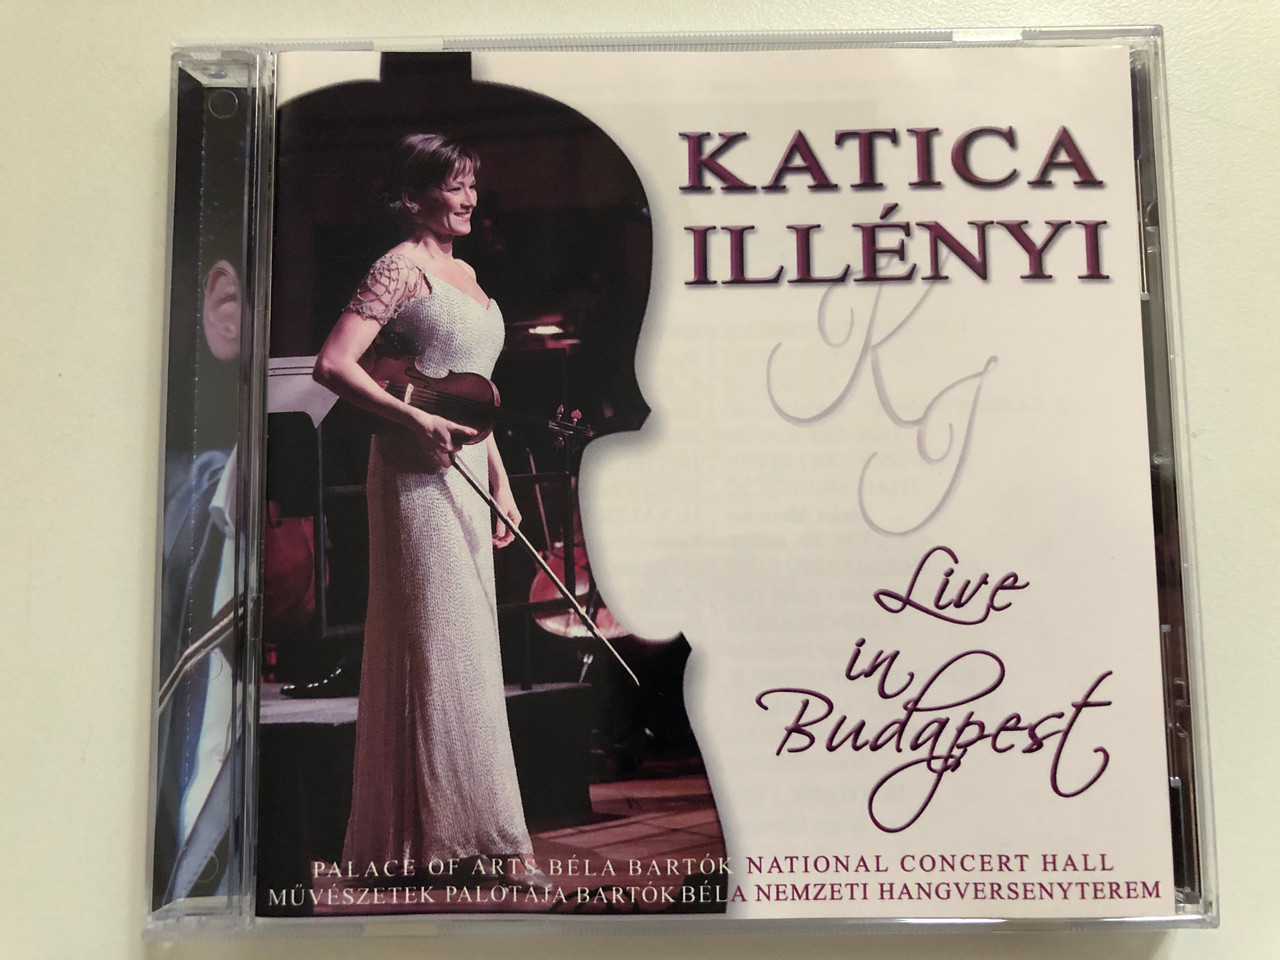 KATICA
ILLÉNYI
KI
Live
in
Budapest
PALACE OF ARTS BÉLA BARTÓK NATIONAL CONCERT HALL
MŰVÉSZETEK PALOTÁJA BARTÓK BÉLA NEMZETI HANGVERSENYTEREM